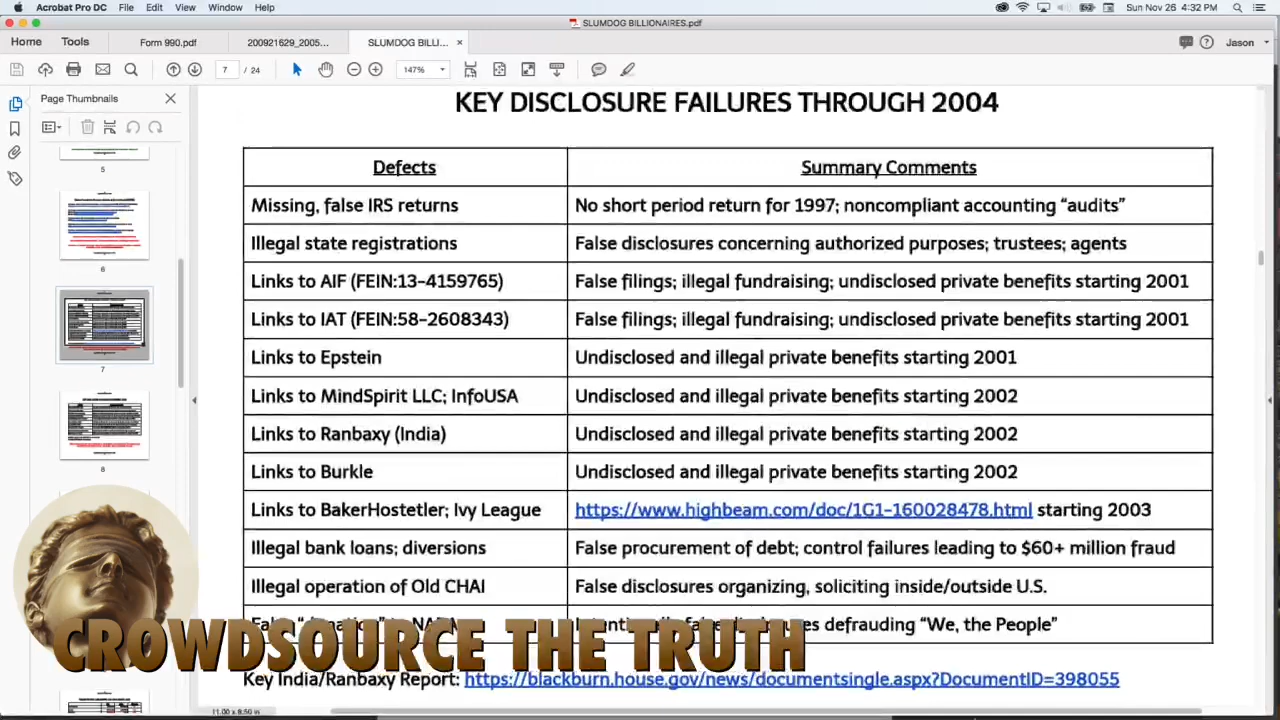 Acrobat Pro DC File Edit View Window Help Sun Nov 26 4:32 PM
SLUMDOG BILLIONAIRES.pdf
Home Tools Form 990.pdf 200921629_2005... SLUMDOG BILLI... × ? Jason
7 / 24 147%
Page Thumbnails
5
6
7
8
KEY DISCLOSURE FAILURES THROUGH 2004
Defects Summary Comments
Missing, false IRS returns No short period return for 1997; noncompliant accounting “audits”
Illegal state registrations False disclosures concerning authorized purposes; trustees; agents
Links to AIF (FEIN:13-4159765) False filings; illegal fundraising; undisclosed private benefits starting 2001
Links to IAT (FEIN:58-2608343) False filings; illegal fundraising; undisclosed private benefits starting 2001
Links to Epstein Undisclosed and illegal private benefits starting 2001
Links to MindSpirit LLC; InfoUSA Undisclosed and illegal private benefits starting 2002
Links to Ranbaxy (India) Undisclosed and illegal private benefits starting 2002
Links to Burkle Undisclosed and illegal private benefits starting 2002
Links to BakerHostetler; Ivy League https://www.highbeam.com/doc/1G1-160028478.html starting 2003
Illegal bank loans; diversions False procurement of debt; control failures leading to $60+ million fraud
Illegal operation of Old CHAI False disclosures organizing, soliciting inside/outside U.S.
defrauding “We, the People”
CROWDSOURCE THE TRUTH
Key India/Ranbaxy Report: https://blackburn.house.gov/news/documentsingle.aspx?DocumentID=398055
11.00 x 8.50 in